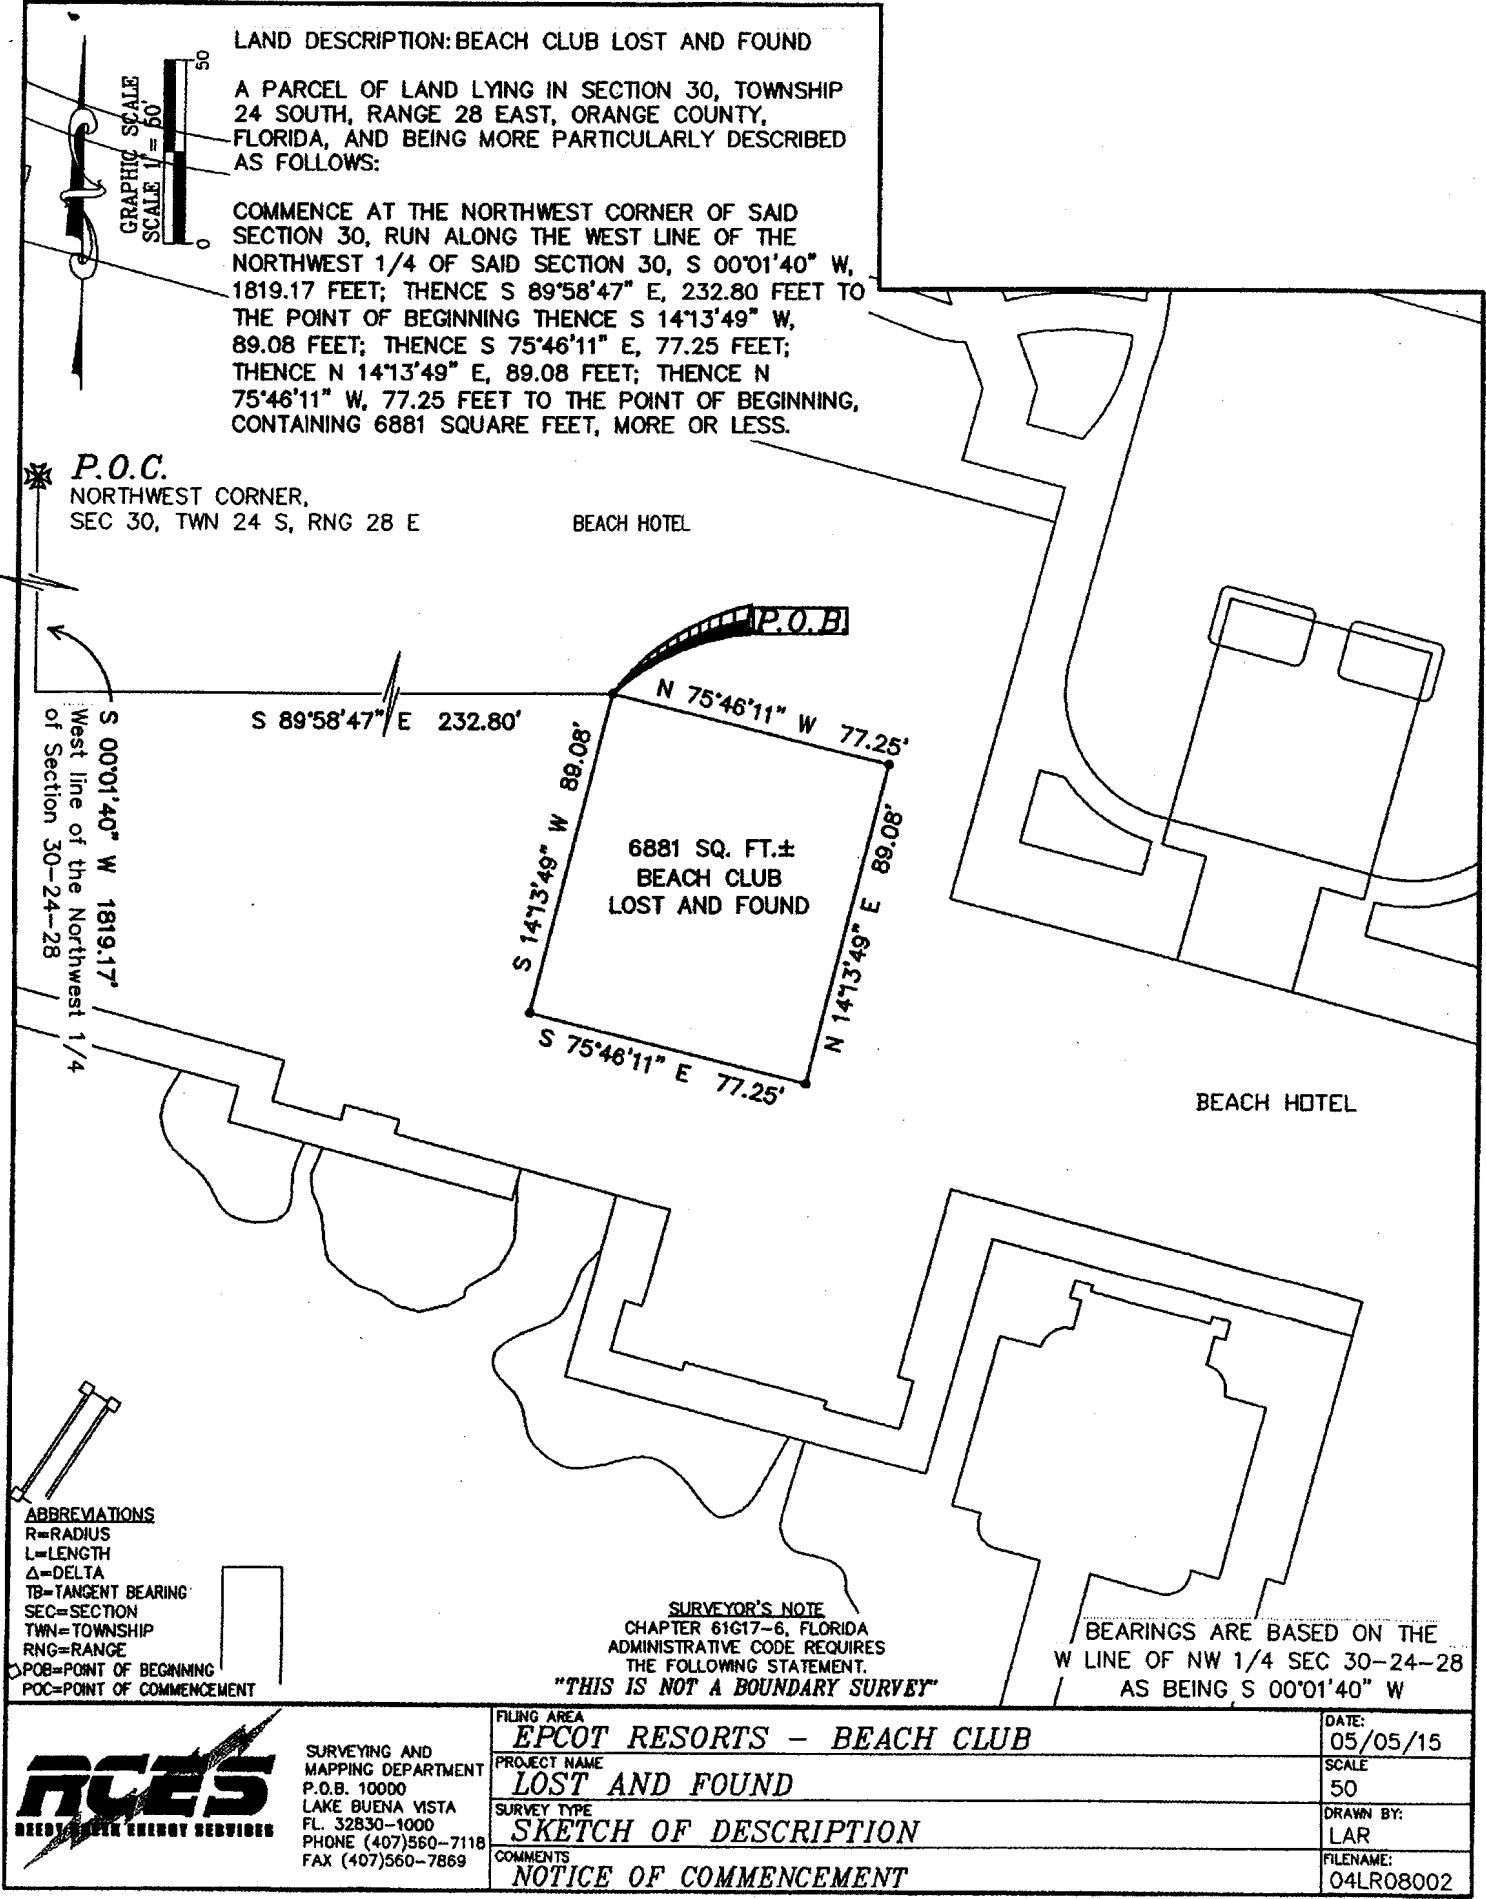 LAND DESCRIPTION: BEACH CLUB LOST AND FOUND
A PARCEL OF LAND LYING IN SECTION 30, TOWNSHIP
24 SOUTH, RANGE 28 EAST, ORANGE COUNTY,
FLORIDA, AND BEING MORE PARTICULARLY DESCRIBED
AS FOLLOWS:
COMMENCE AT THE NORTHWEST CORNER OF SAID
SECTION 30, RUN ALONG THE WEST LINE OF THE
NORTHWEST 1/4 OF SAID SECTION 30, S 00°01'40" W,
1819.17 FEET; THENCE S 89°58'47" E, 232.80 FEET TO
THE POINT OF BEGINNING THENCE S 14°13'49" W,
89.08 FEET; THENCE S 75°46'11" E, 77.25 FEET;
THENCE N 14°13'49" E, 89.08 FEET; THENCE N
75°46'11" W, 77.25 FEET TO THE POINT OF BEGINNING,
CONTAINING 6881 SQUARE FEET, MORE OR LESS.
GRAPHIC SCALE
SCALE 1" = 50'
0
50
P.O.C.
NORTHWEST CORNER,
SEC 30, TWN 24 S, RNG 28 E
BEACH HOTEL
P.O.B.
N 75°46'11" W 77.25'
S 89°58'47" E 232.80'
S 00°01'40" W 1819.17'
West line of the Northwest 1/4
of Section 30-24-28
S 14°13'49" W 89.08'
6881 SQ. FT.±
BEACH CLUB
LOST AND FOUND
N 14°13'49" E 89.08'
S 75°46'11" E 77.25'
BEACH HOTEL
ABBREVIATIONS
R=RADIUS
L=LENGTH
Δ=DELTA
TB=TANGENT BEARING
SEC=SECTION
TWN=TOWNSHIP
RNG=RANGE
POB=POINT OF BEGINNING
POC=POINT OF COMMENCEMENT
SURVEYOR'S NOTE
CHAPTER 61G17-6, FLORIDA
ADMINISTRATIVE CODE REQUIRES
THE FOLLOWING STATEMENT.
"THIS IS NOT A BOUNDARY SURVEY"
BEARINGS ARE BASED ON THE
W LINE OF NW 1/4 SEC 30-24-28
AS BEING S 00°01'40" W
RCES
REEDY CREEK ENERGY SERVICES
SURVEYING AND
MAPPING DEPARTMENT
P.O.B. 10000
LAKE BUENA VISTA
FL. 32830-1000
PHONE (407)560-7118
FAX (407)560-7869
FILING AREA
EPCOT RESORTS - BEACH CLUB
PROJECT NAME
LOST AND FOUND
SURVEY TYPE
SKETCH OF DESCRIPTION
COMMENTS
NOTICE OF COMMENCEMENT
DATE:
05/05/15
SCALE
50
DRAWN BY:
LAR
FILENAME:
04LR08002